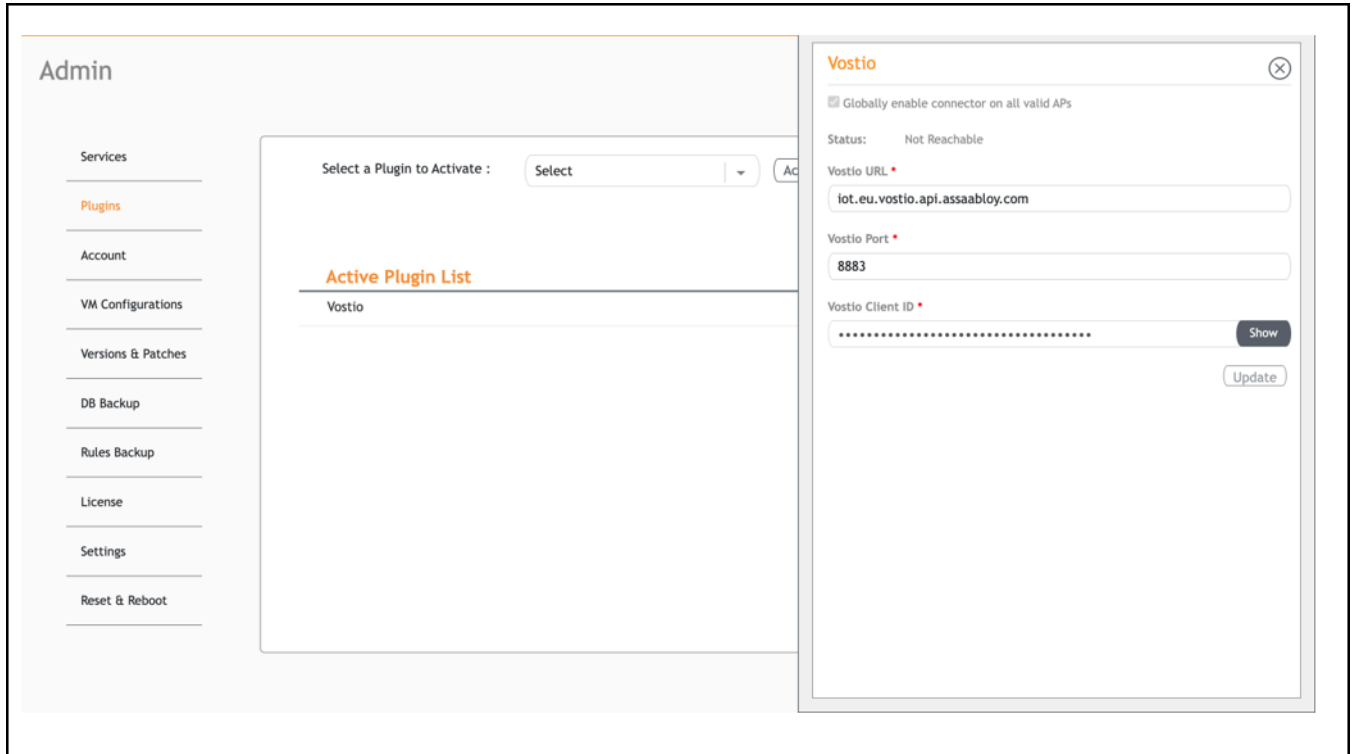 Admin
Services
Plugins
Account
VM Configurations
Versions & Patches
DB Backup
Rules Backup
License
Settings
Reset & Reboot
Select a Plugin to Activate :
Select
Ac
Active Plugin List
Vostio
Vostio
Globally enable connector on all valid APs
Status: Not Reachable
Vostio URL *
iot.eu.vostio.api.assaabloy.com
Vostio Port *
8883
Vostio Client ID *
••••••••••••••••••••••••••••••••••••
Show
Update